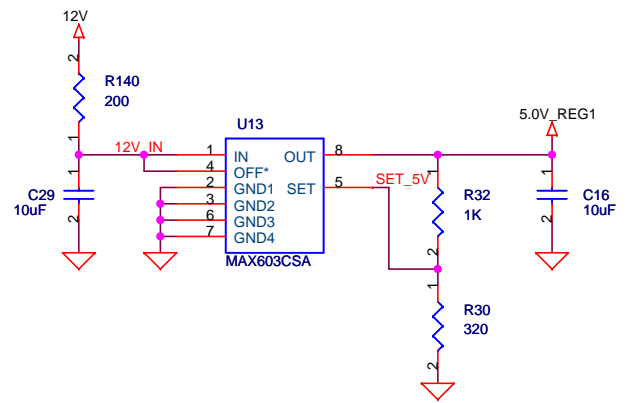 12V
2
R140
200
1
U13
5.0V_REG1
12V_IN
1 IN OUT 8
4 OFF*
2 GND1 SET 5 SET_5V
3 GND2
6 GND3
7 GND4
MAX603CSA
1
C29
10uF
2
1
R32
1K
2
1
C16
10uF
2
1
R30
320
2